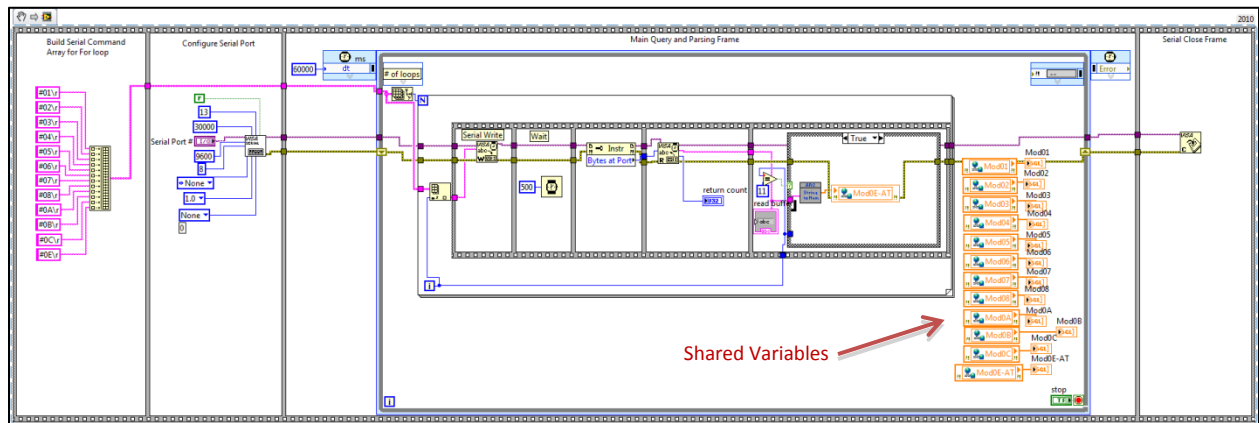 2010
Build Serial Command
Array for For loop
Configure Serial Port
Main Query and Parsing Frame
Serial Close Frame
#01\r
#02\r
#03\r
#04\r
#05\r
#06\r
#07\r
#08\r
#0A\r
#0B\r
#0C\r
#0E\r
F
13
30000
Serial Port #
9600
8
None
1.0
None
0
60000
ms
dt
# of loops
N
Serial Write
Wait
500
Instr
Bytes at Port
return count
U32
11
read buffer
abc
True
Mod0E-AT
i
Error
Mod01
Mod01
Mod02
Mod02
Mod03
Mod03
Mod04
Mod04
Mod05
Mod05
Mod06
Mod06
Mod07
Mod07
Mod08
Mod08
Mod0A
Mod0A
Mod0B
Mod0B
Mod0C
Mod0C
Mod0E-AT
Mod0E-AT
Shared Variables
stop
TF
i